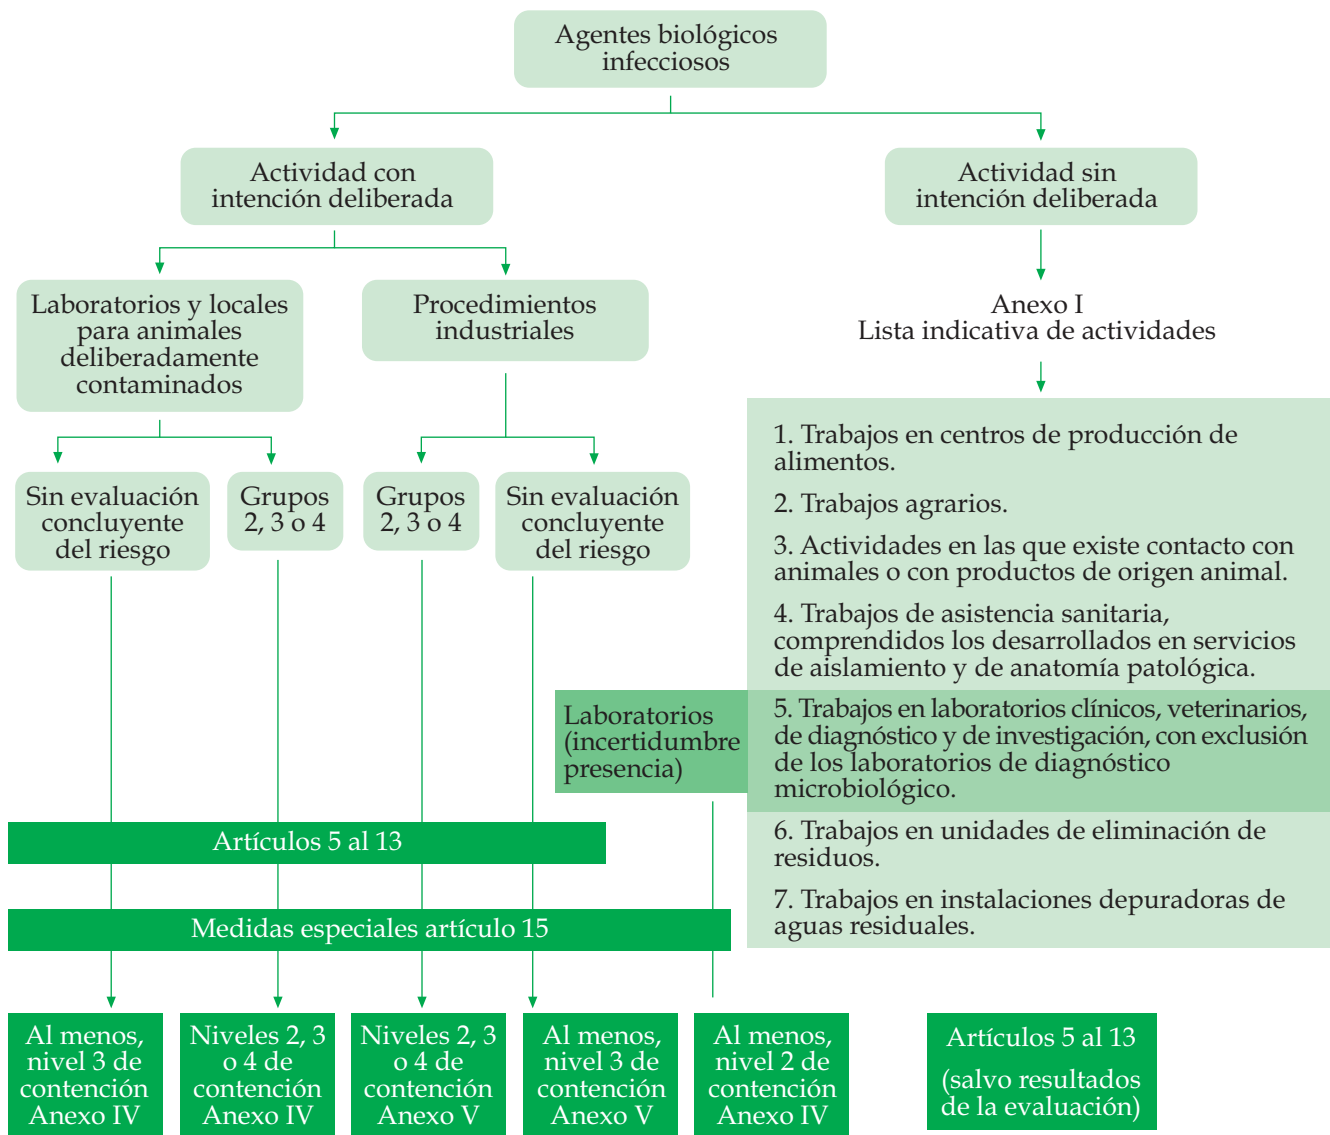 Agentes biológicos
infecciosos
Actividad con
intención deliberada
Actividad sin
intención deliberada
Laboratorios y locales
para animales
deliberadamente
contaminados
Procedimientos
industriales
Anexo I
Lista indicativa de actividades
Sin evaluación
concluyente
del riesgo
Grupos
2, 3 o 4
Grupos
2, 3 o 4
Sin evaluación
concluyente
del riesgo
1. Trabajos en centros de producción de
alimentos.
2. Trabajos agrarios.
3. Actividades en las que existe contacto con
animales o con productos de origen animal.
4. Trabajos de asistencia sanitaria,
comprendidos los desarrollados en servicios
de aislamiento y de anatomía patológica.
Laboratorios
(incertidumbre
presencia)
5. Trabajos en laboratorios clínicos, veterinarios,
de diagnóstico y de investigación, con exclusión
de los laboratorios de diagnóstico
microbiológico.
6. Trabajos en unidades de eliminación de
residuos.
7. Trabajos en instalaciones depuradoras de
aguas residuales.
Artículos 5 al 13
Medidas especiales artículo 15
Al menos,
nivel 3 de
contención
Anexo IV
Niveles 2, 3
o 4 de
contención
Anexo IV
Niveles 2, 3
o 4 de
contención
Anexo V
Al menos,
nivel 3 de
contención
Anexo V
Al menos,
nivel 2 de
contención
Anexo IV
Artículos 5 al 13
(salvo resultados
de la evaluación)